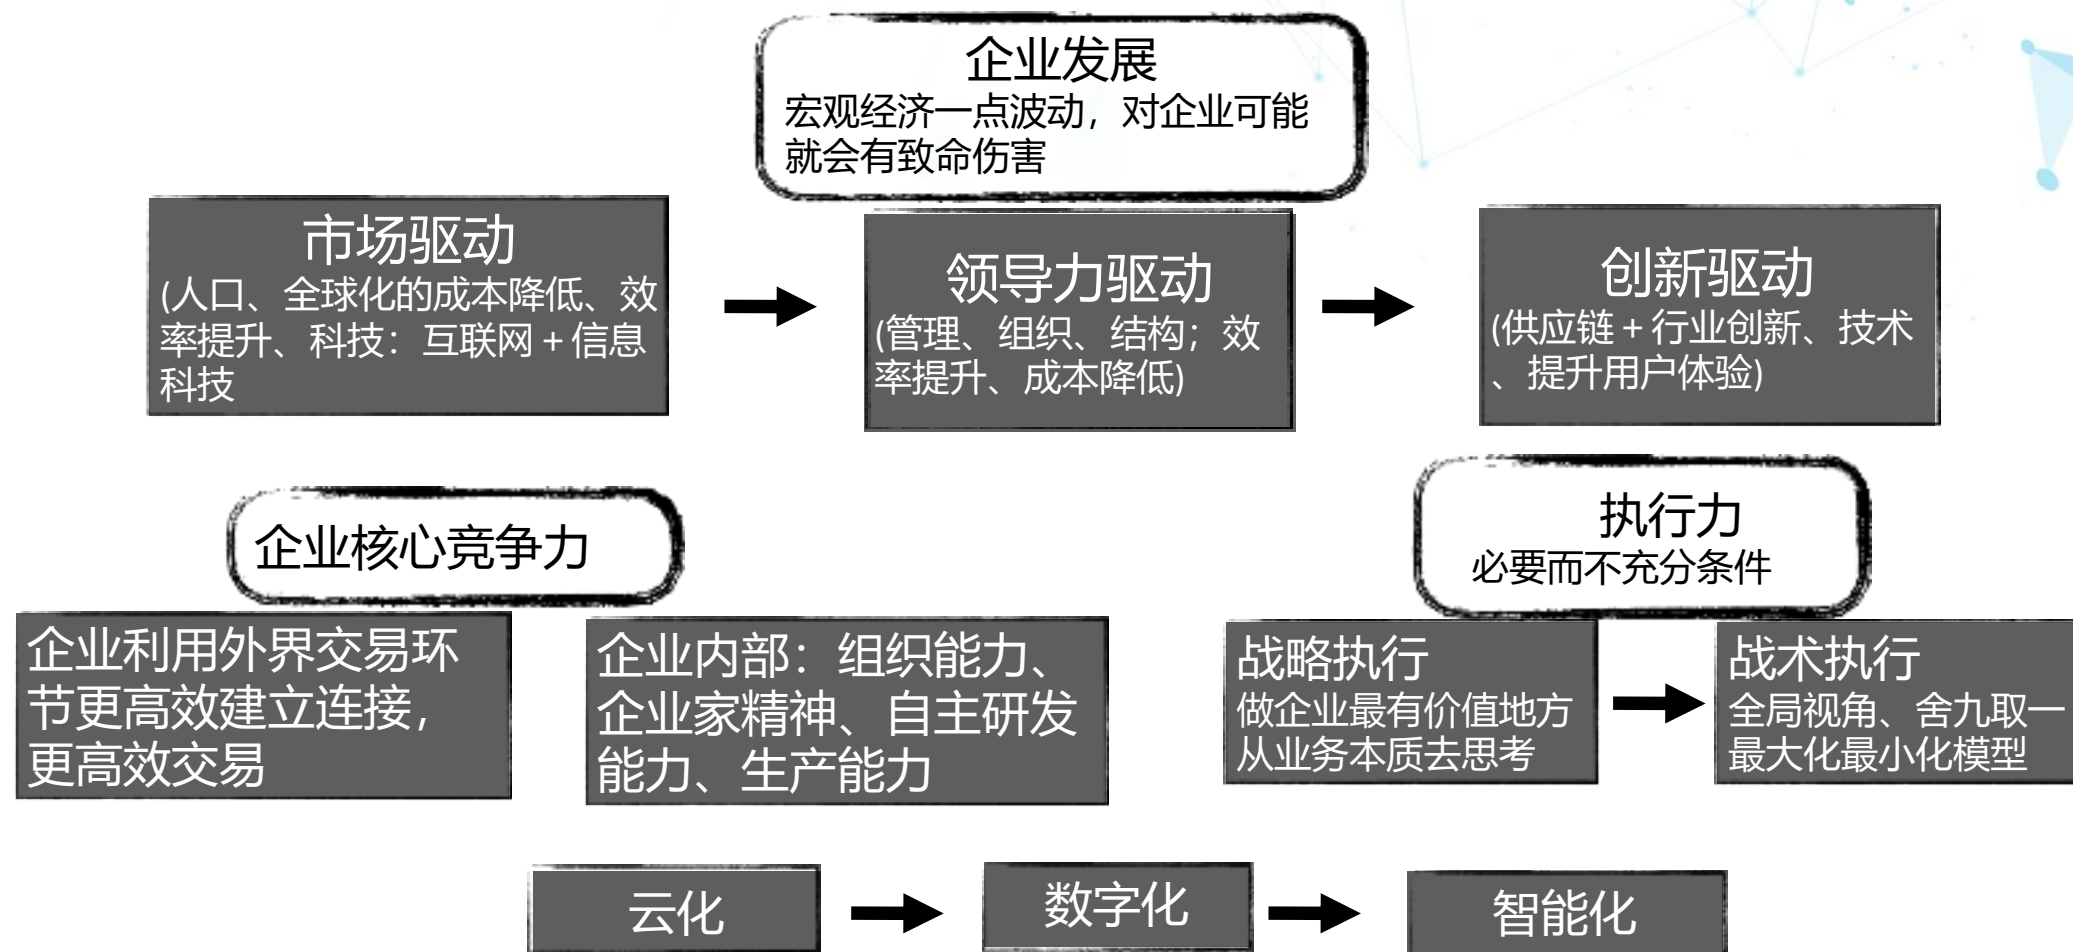 企业发展
宏观经济一点波动，对企业可能
就会有致命伤害
市场驱动
(人口、全球化的成本降低、效
率提升、科技：互联网+信息
科技
领导力驱动
(管理、组织、结构；效
率提升、成本降低)
创新驱动
(供应链+行业创新、技术
、提升用户体验)
企业核心竞争力
企业利用外界交易环
节更高效建立连接，
更高效交易
企业内部：组织能力、
企业家精神、自主研发
能力、生产能力
执行力
必要而不充分条件
战略执行
做企业最有价值地方
从业务本质去思考
战术执行
全局视角、舍九取一
最大化最小化模型
云化
数字化
智能化